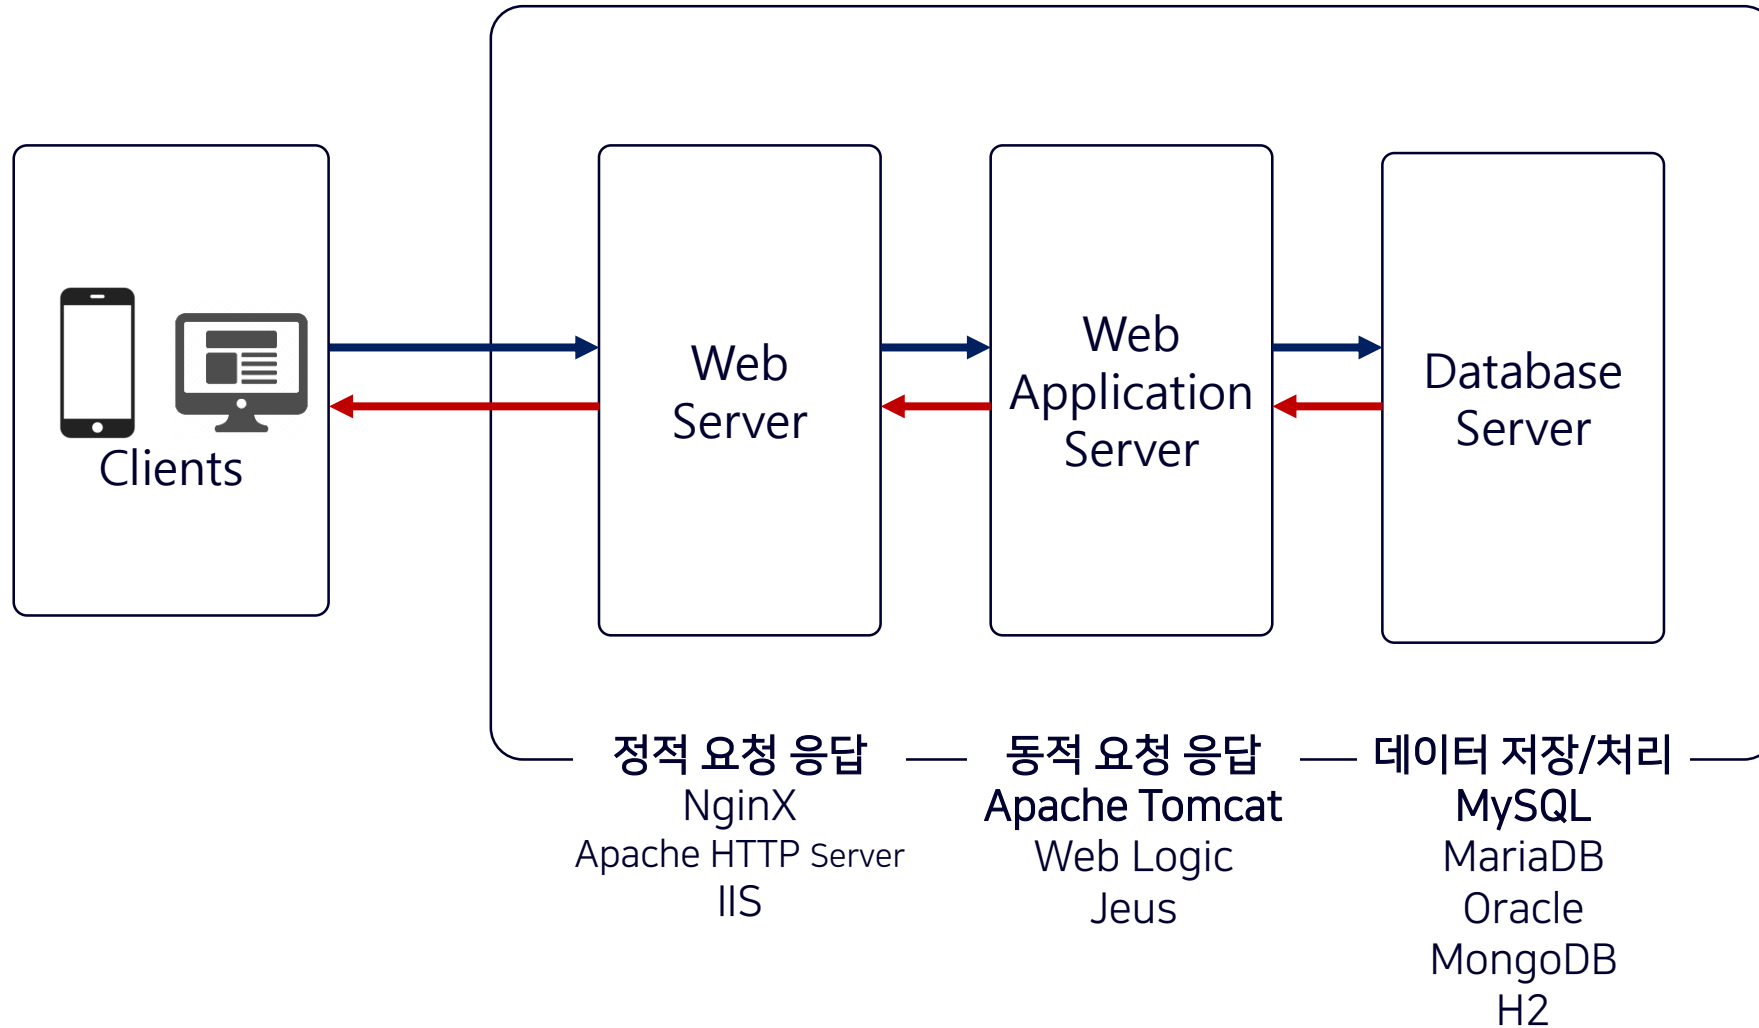 Clients
Web
Server
Web
Application
Server
Database
Server
정적 요청 응답
NginX
Apache HTTP Server
IIS
동적 요청 응답
Apache Tomcat
Web Logic
Jeus
데이터 저장/처리
MySQL
MariaDB
Oracle
MongoDB
H2